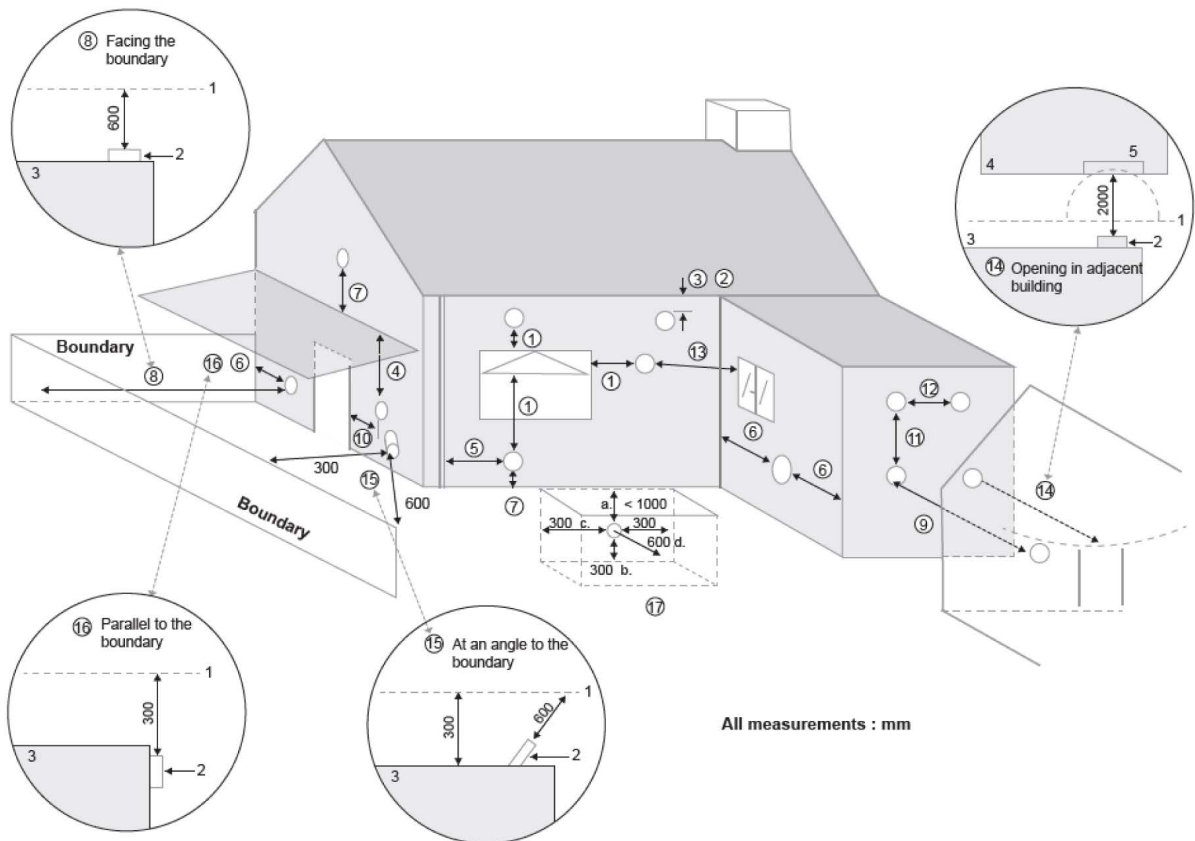 ⑧ Facing the
boundary
1
600
2
3
③ ②
⑦
①
Boundary
⑯ ⑥
⑧
④
①
⑬
①
⑩
⑤
300
⑮
600
⑦
Boundary
⑥
⑥
a. < 1000
300 c.
300
600 d.
300 b.
⑰
⑫
⑪
⑨
⑭
4
5
2000
1
3
2
⑭ Opening in adjacent
building
⑯ Parallel to the
boundary
1
300
3
2
⑮ At an angle to the
boundary
1
300
600
2
3
All measurements : mm